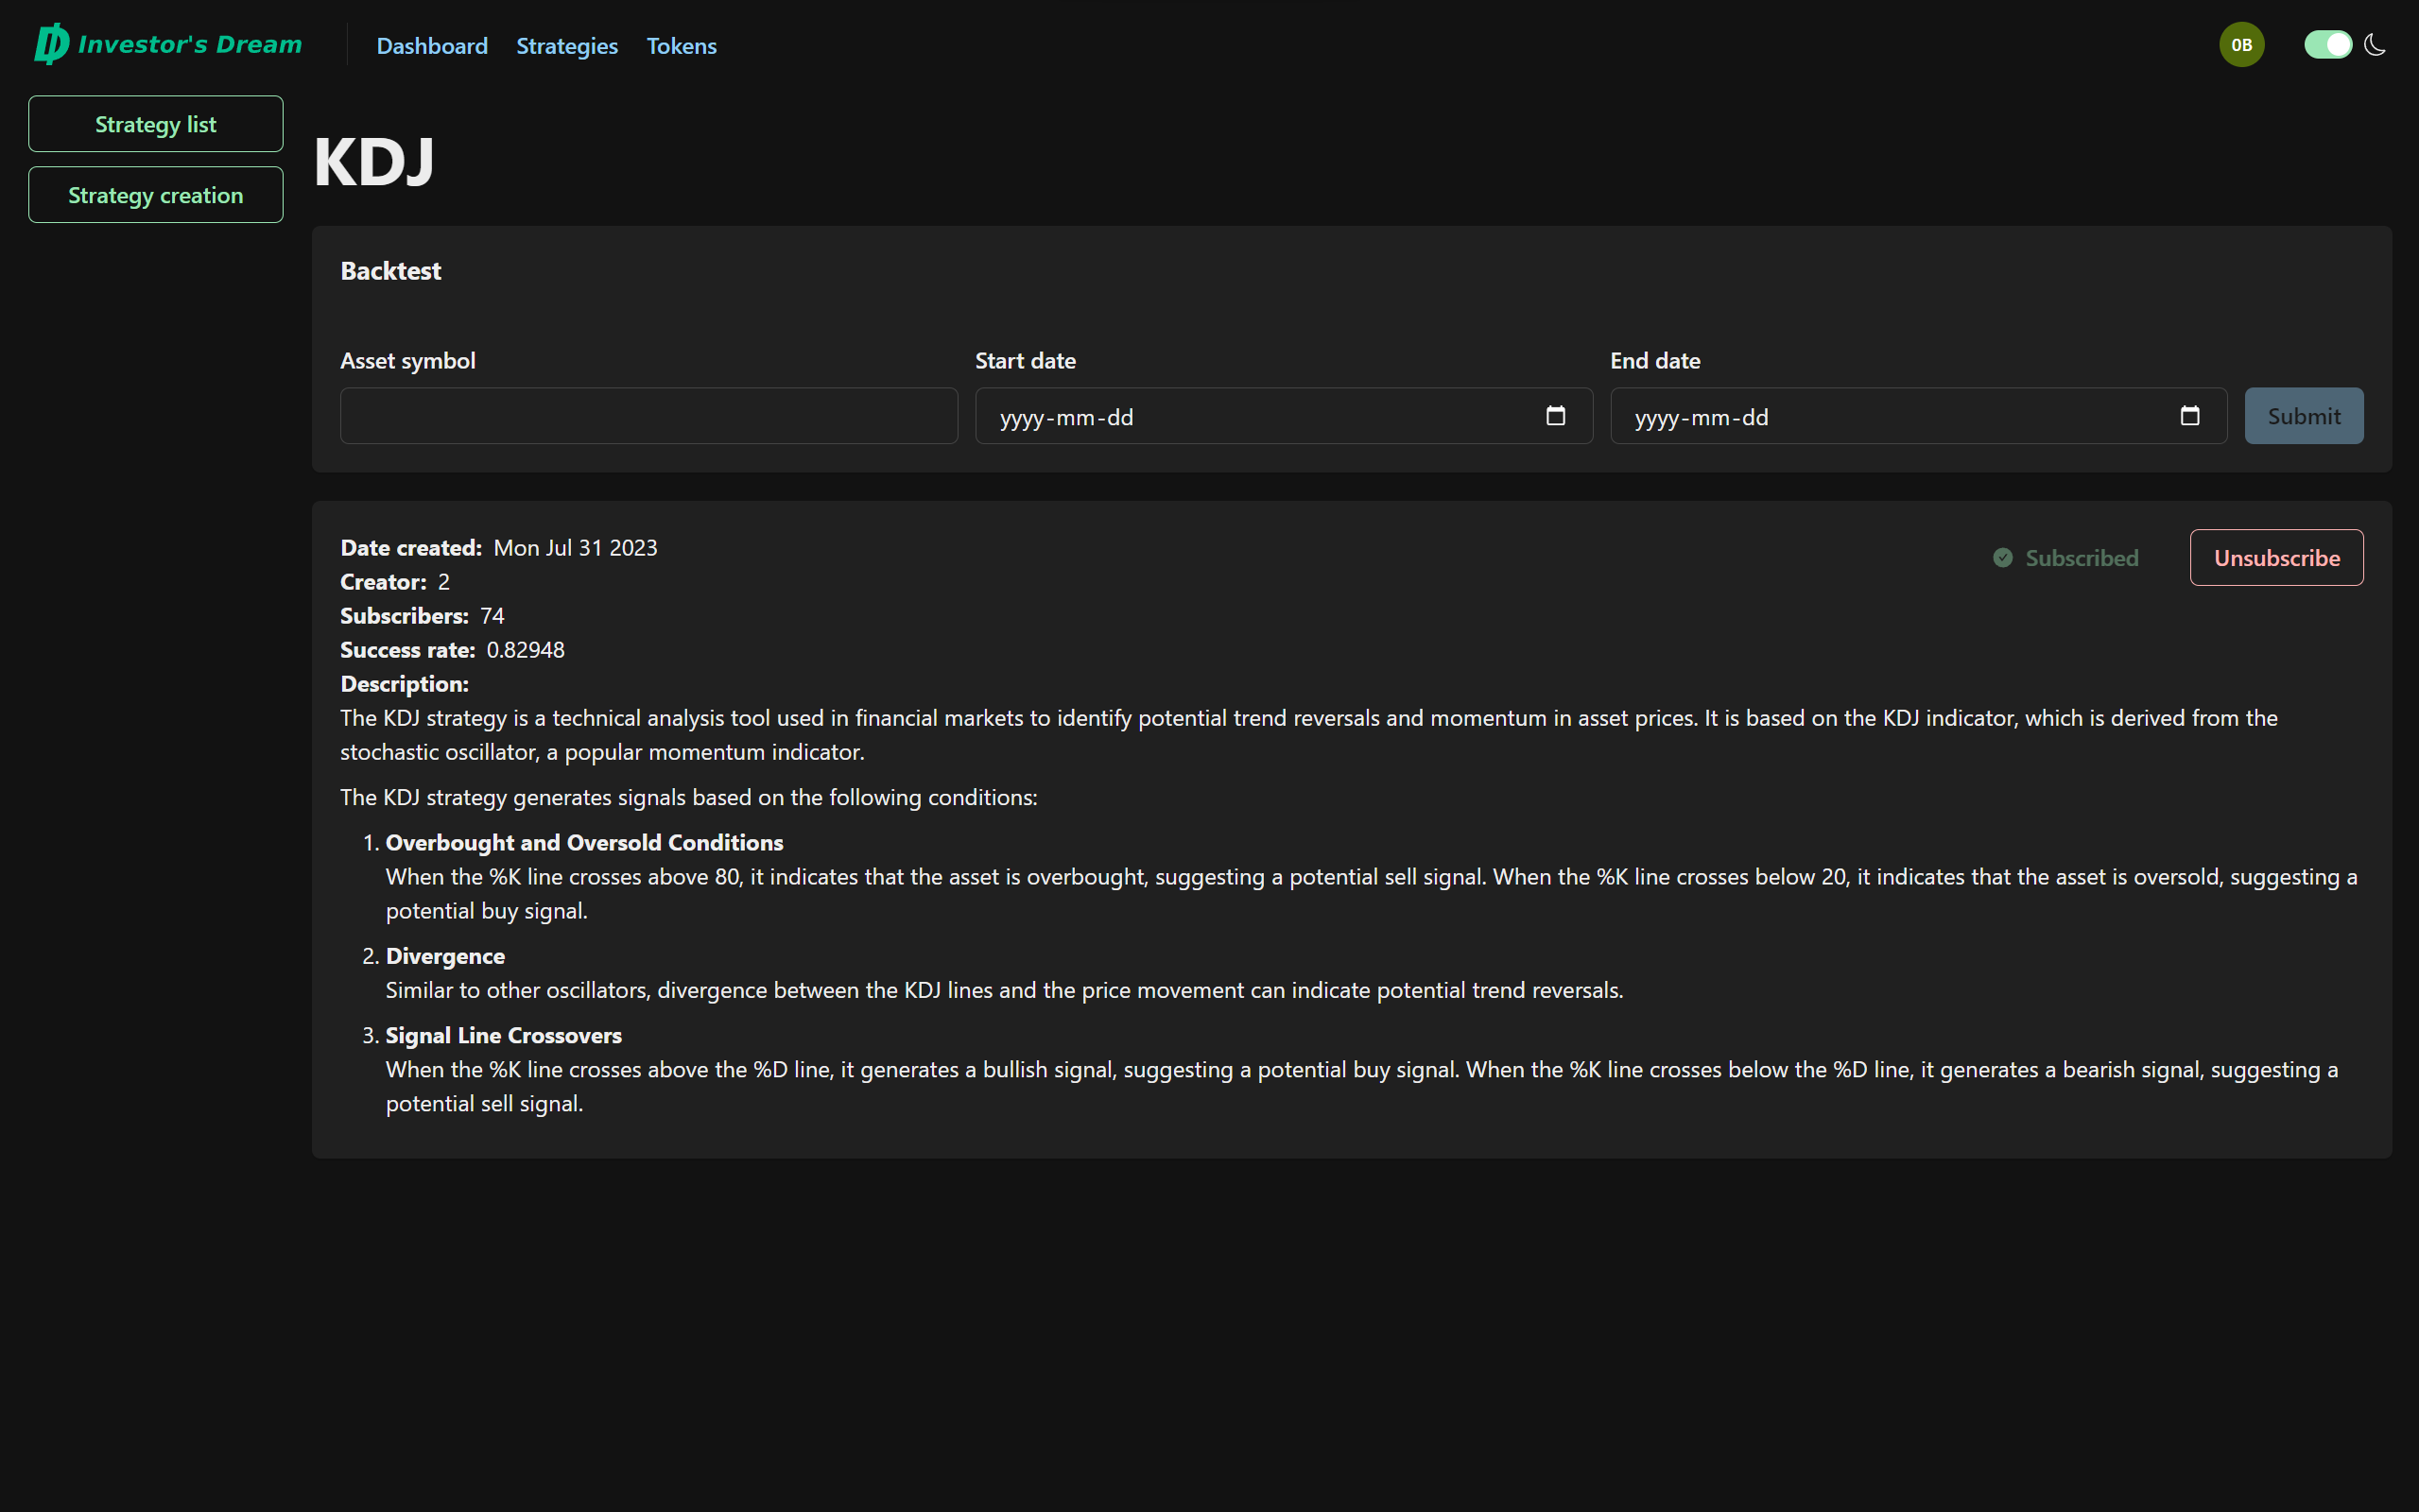 Investor's Dream
Dashboard Strategies Tokens
0B
Strategy list
Strategy creation
KDJ
Backtest
Asset symbol Start date End date
yyyy-mm-dd yyyy-mm-dd Submit
Date created: Mon Jul 31 2023
Subscribed Unsubscribe
Creator: 2
Subscribers: 74
Success rate: 0.82948
Description:
The KDJ strategy is a technical analysis tool used in financial markets to identify potential trend reversals and momentum in asset prices. It is based on the KDJ indicator, which is derived from the
stochastic oscillator, a popular momentum indicator.
The KDJ strategy generates signals based on the following conditions:
1. Overbought and Oversold Conditions
When the %K line crosses above 80, it indicates that the asset is overbought, suggesting a potential sell signal. When the %K line crosses below 20, it indicates that the asset is oversold, suggesting a
potential buy signal.
2. Divergence
Similar to other oscillators, divergence between the KDJ lines and the price movement can indicate potential trend reversals.
3. Signal Line Crossovers
When the %K line crosses above the %D line, it generates a bullish signal, suggesting a potential buy signal. When the %K line crosses below the %D line, it generates a bearish signal, suggesting a
potential sell signal.